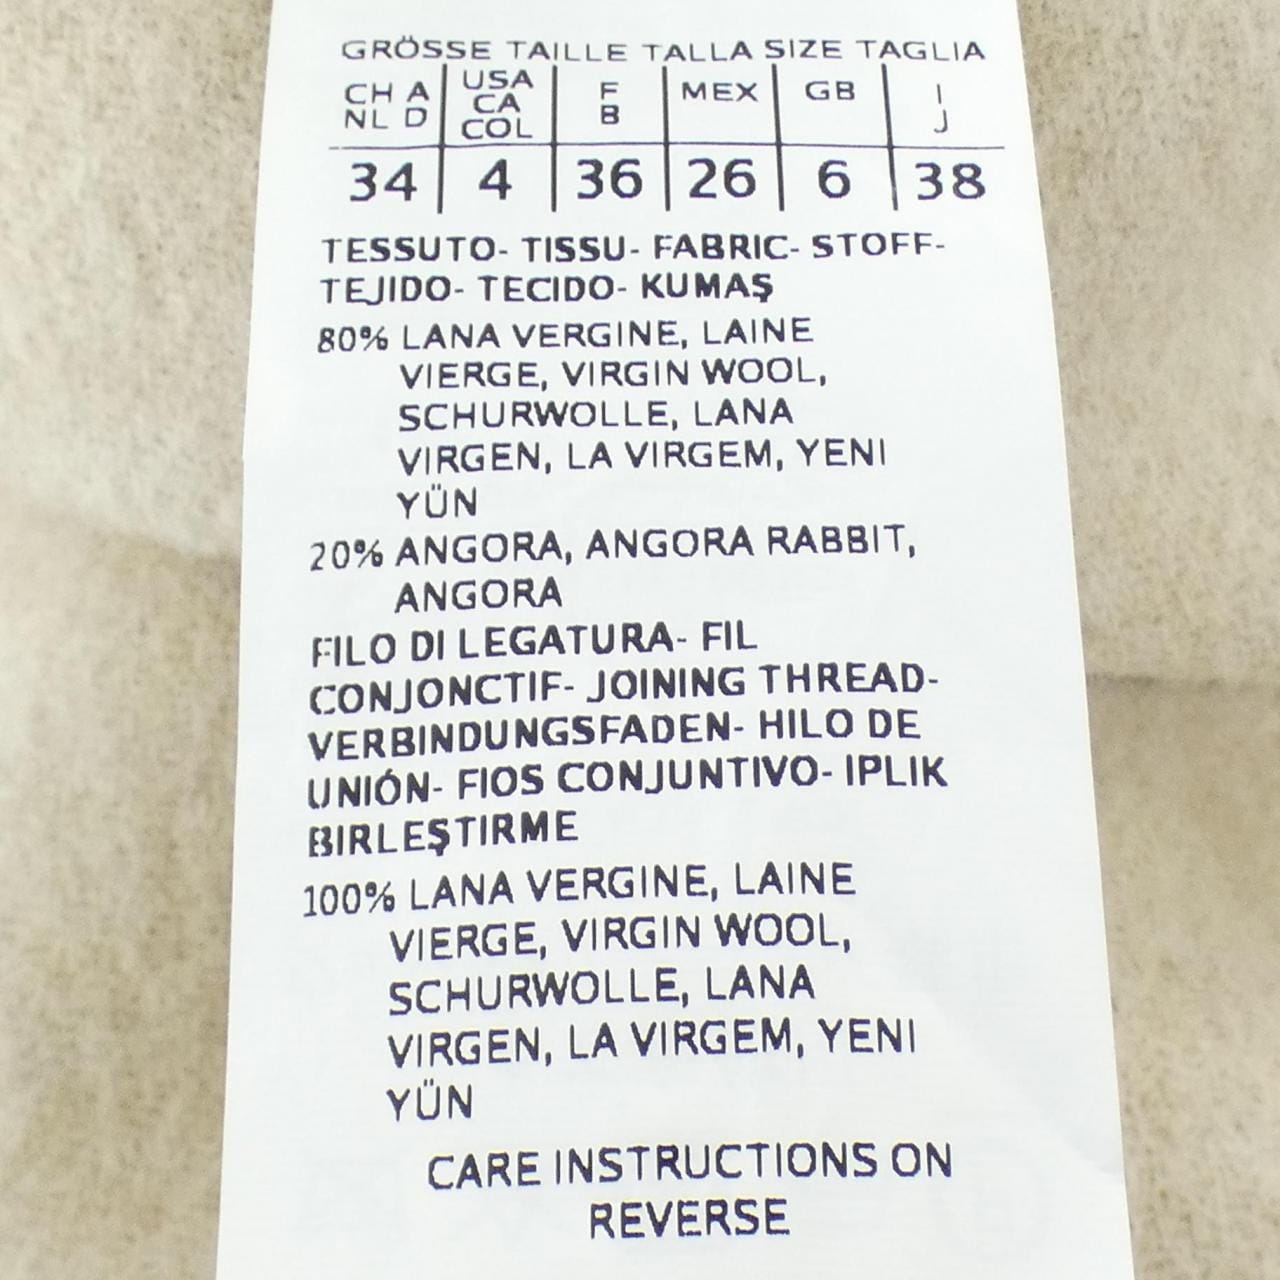 GRÖSSE TAILLE TALLA SIZE TAGLIA
CH A NL D | USA CA COL | F B | MEX | GB | I J
34 | 4 | 36 | 26 | 6 | 38
TESSUTO- TISSU- FABRIC- STOFF-
TEJIDO- TECIDO- KUMAŞ
80% LANA VERGINE, LAINE
VIERGE, VIRGIN WOOL,
SCHURWOLLE, LANA
VIRGEN, LA VIRGEM, YENI
YÜN
20% ANGORA, ANGORA RABBIT,
ANGORA
FILO DI LEGATURA- FIL
CONJONCTIF- JOINING THREAD-
VERBINDUNGSFADEN- HILO DE
UNIÓN- FIOS CONJUNTIVO- IPLIK
BIRLEŞTIRME
100% LANA VERGINE, LAINE
VIERGE, VIRGIN WOOL,
SCHURWOLLE, LANA
VIRGEN, LA VIRGEM, YENI
YÜN
CARE INSTRUCTIONS ON
REVERSE